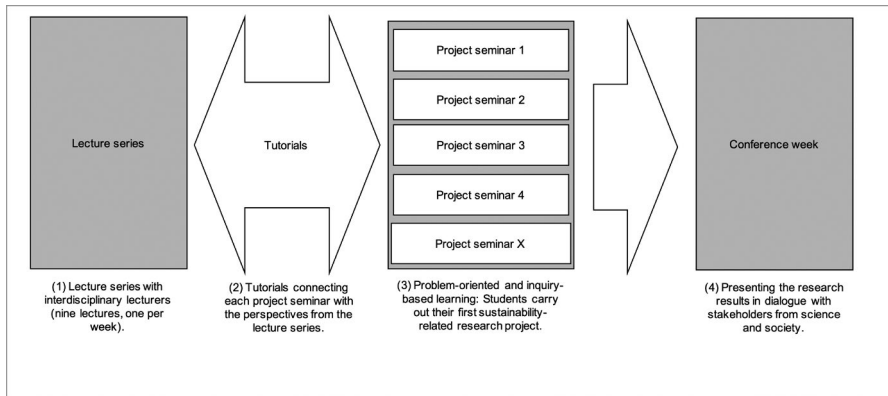 Project seminar 1
Project seminar 2
Lecture series
Tutorials
Project seminar 3
Conference week
Project seminar 4
Project seminar X
(1) Lecture series with
interdisciplinary lecturers
(nine lectures, one per
week).
(2) Tutorials connecting
each project seminar with
the perspectives from the
lecture series.
(3) Problem-oriented and inquiry-
based learning: Students carry
out their first sustainability-
related research project.
(4) Presenting the research
results in dialogue with
stakeholders from science
and society.